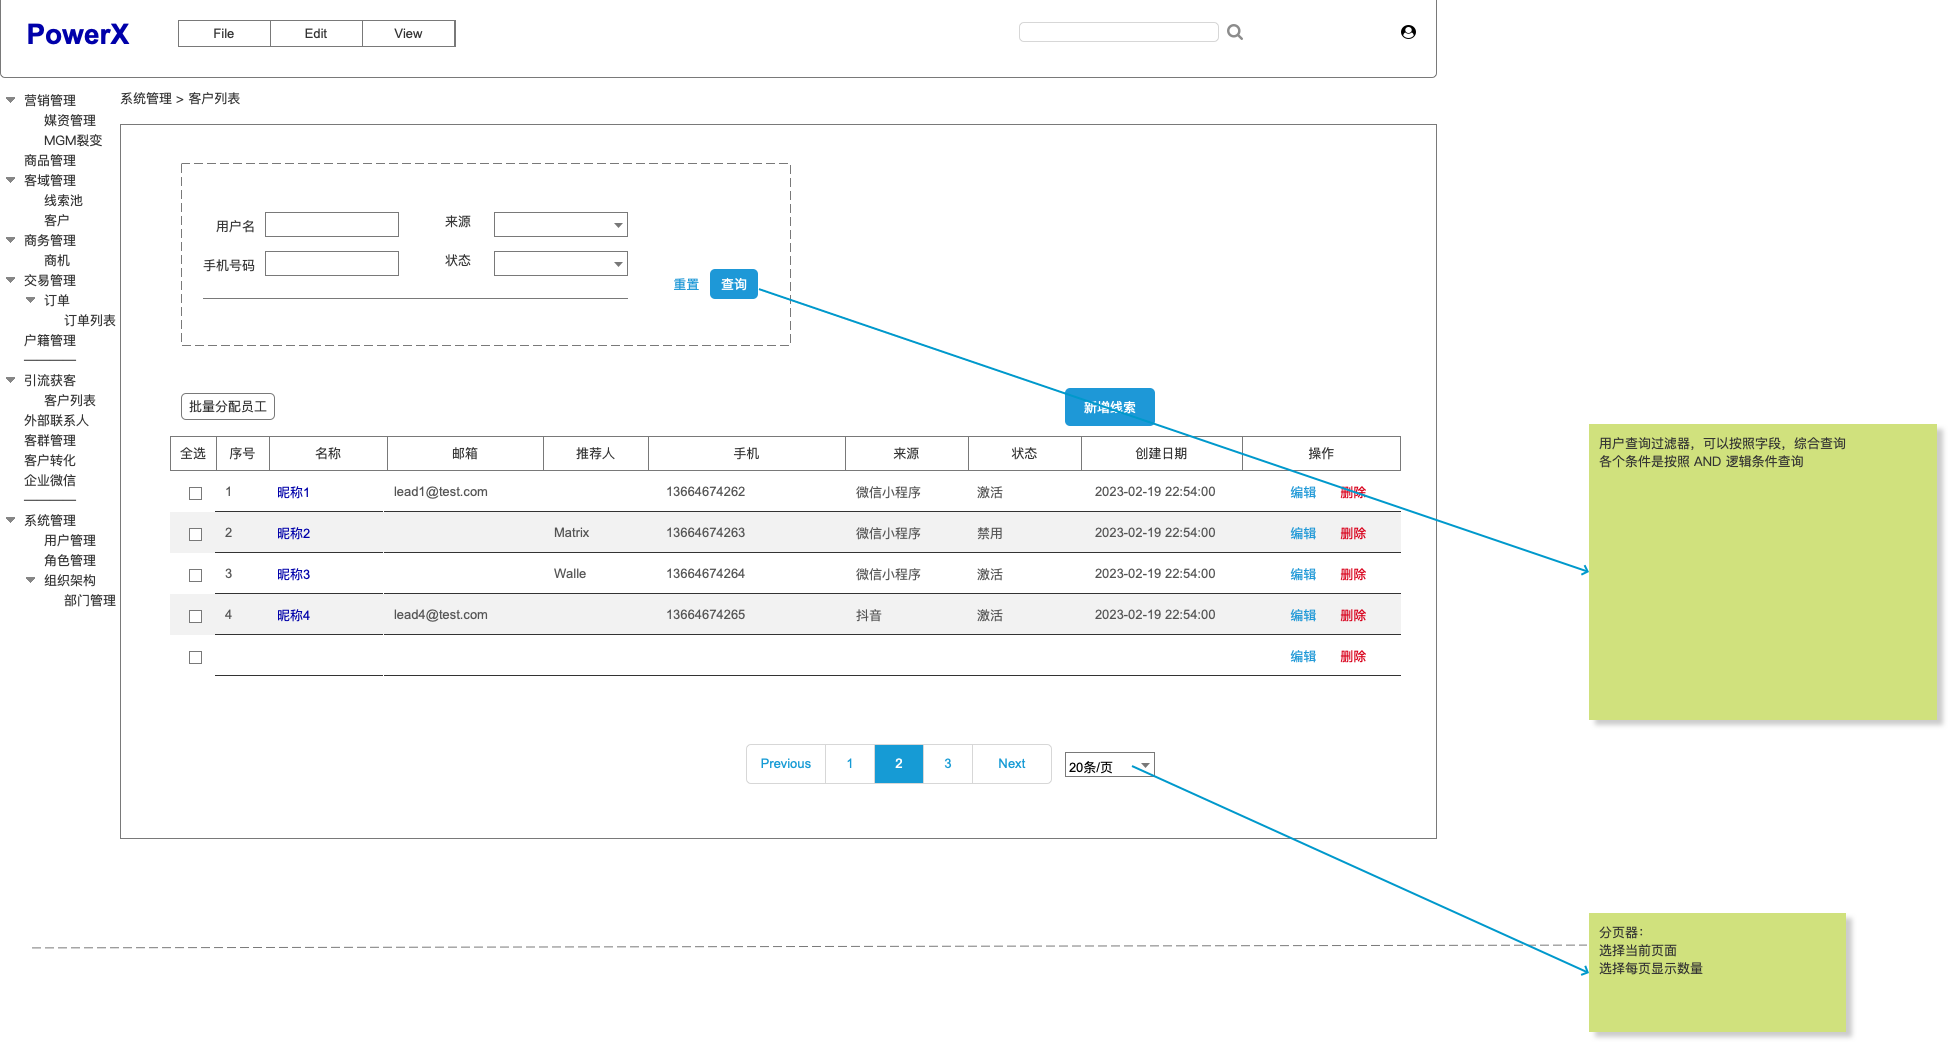 PowerX
File Edit View
系统管理 > 客户列表
营销管理
媒资管理
MGM裂变
商品管理
客域管理
线索池
客户
商务管理
商机
交易管理
订单
订单列表
户籍管理
引流获客
客户列表
外部联系人
客群管理
客户转化
企业微信
系统管理
用户管理
角色管理
组织架构
部门管理
用户名 来源
手机号码 状态
重置 查询
批量分配员工 新增线索
全选 序号 名称 邮箱 推荐人 手机 来源 状态 创建日期 操作
1 昵称1 lead1@test.com 13664674262 微信小程序 激活 2023-02-19 22:54:00 编辑 删除
2 昵称2 Matrix 13664674263 微信小程序 禁用 2023-02-19 22:54:00 编辑 删除
3 昵称3 Walle 13664674264 微信小程序 激活 2023-02-19 22:54:00 编辑 删除
4 昵称4 lead4@test.com 13664674265 抖音 激活 2023-02-19 22:54:00 编辑 删除
编辑 删除
Previous 1 2 3 Next 20条/页
用户查询过滤器，可以按照字段，综合查询
各个条件是按照 AND 逻辑条件查询
分页器：
选择当前页面
选择每页显示数量